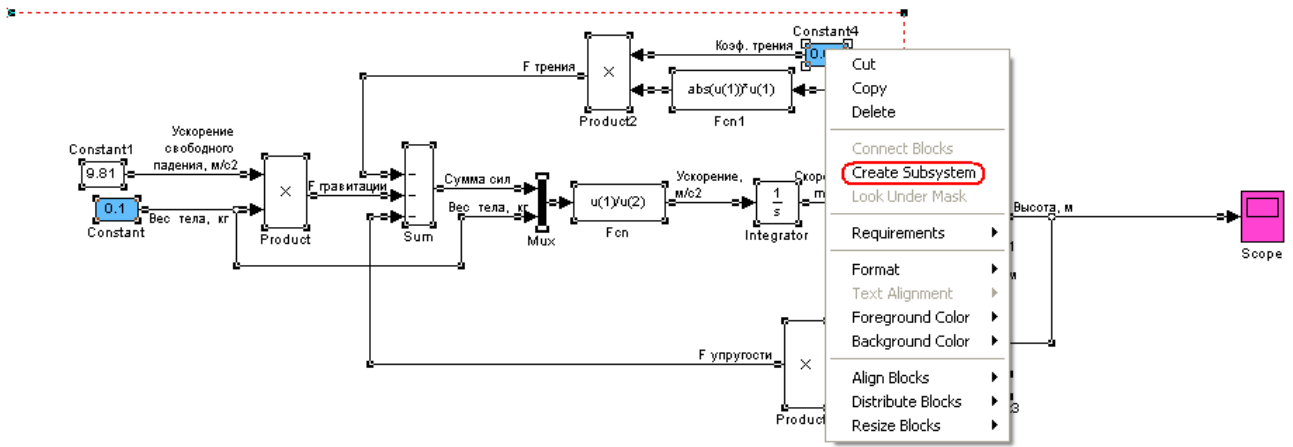 Constant4
Коэф. трения
F трения
×
abs(u(1))*u(1)
Product2
Fcn1
Ускорение
свободного
падения, м/с2
Constant1
9.81
×
F гравитации
0.1
Вес тела, кг
Constant
Product
Sum
Сумма сил
Вес тела, кг
Mux
u(1)/u(2)
Fcn
Ускорение,
м/с2
1
s
Integrator
Cut
Copy
Delete
Connect Blocks
Create Subsystem
Look Under Mask
Requirements
Format
Text Alignment
Foreground Color
Background Color
Align Blocks
Distribute Blocks
Resize Blocks
Высота, м
Scope
F упругости
×
Product